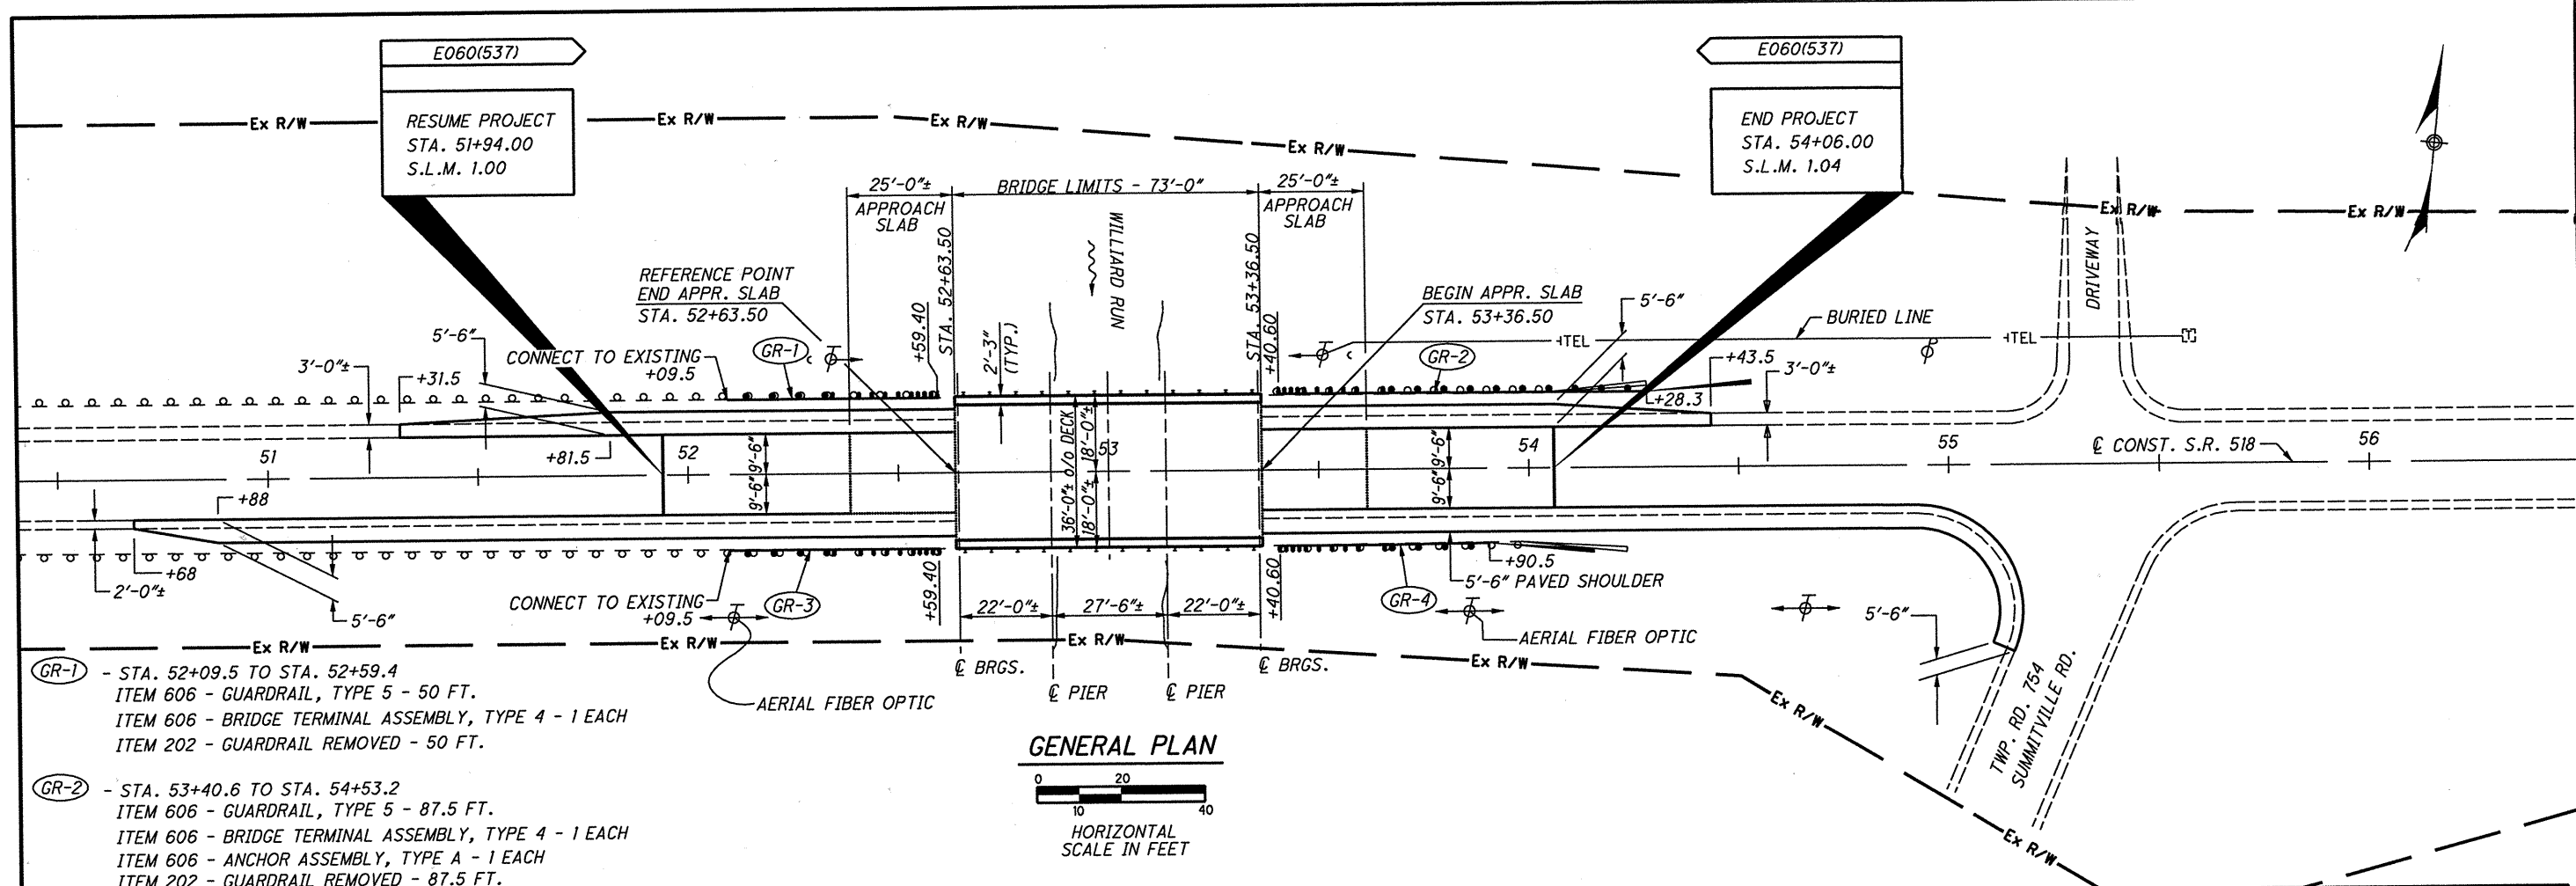 E060(537)
RESUME PROJECT
STA. 51+94.00
S.L.M. 1.00
E060(537)
END PROJECT
STA. 54+06.00
S.L.M. 1.04
Ex R/W
Ex R/W
Ex R/W
Ex R/W
Ex R/W
Ex R/W
25'-0"±
APPROACH
SLAB
BRIDGE LIMITS - 73'-0"
25'-0"±
APPROACH
SLAB
WILLIARD RUN
STA. 52+63.50
STA. 53+36.50
DRIVEWAY
REFERENCE POINT
END APPR. SLAB
STA. 52+63.50
BEGIN APPR. SLAB
STA. 53+36.50
5'-6"
BURIED LINE
TEL
TEL
5'-6"
CONNECT TO EXISTING
+09.5
GR-1
+59.40
2'-3"
(TYP.)
+40.60
GR-2
+43.5
3'-0"±
3'-0"±
+31.5
+28.3
+81.5
51
52
53
54
55
56
9'-6"
9'-6"
36'-0"± o/o DECK
18'-0"±
18'-0"±
9'-6"
9'-6"
℄ CONST. S.R. 518
+88
+68
2'-0"±
5'-6"
CONNECT TO EXISTING
+09.5
GR-3
+59.40
22'-0"±
27'-6"±
22'-0"±
+40.60
GR-4
+90.5
5'-6" PAVED SHOULDER
AERIAL FIBER OPTIC
5'-6"
Ex R/W
Ex R/W
Ex R/W
Ex R/W
Ex R/W
Ex R/W
℄ BRGS.
℄ PIER
℄ PIER
℄ BRGS.
AERIAL FIBER OPTIC
TWP. RD. 754
SUMMITVILLE RD.
GR-1 - STA. 52+09.5 TO STA. 52+59.4
ITEM 606 - GUARDRAIL, TYPE 5 - 50 FT.
ITEM 606 - BRIDGE TERMINAL ASSEMBLY, TYPE 4 - 1 EACH
ITEM 202 - GUARDRAIL REMOVED - 50 FT.
GR-2 - STA. 53+40.6 TO STA. 54+53.2
ITEM 606 - GUARDRAIL, TYPE 5 - 87.5 FT.
ITEM 606 - BRIDGE TERMINAL ASSEMBLY, TYPE 4 - 1 EACH
ITEM 606 - ANCHOR ASSEMBLY, TYPE A - 1 EACH
ITEM 202 - GUARDRAIL REMOVED - 87.5 FT.
GENERAL PLAN
0 20
10 40
HORIZONTAL
SCALE IN FEET